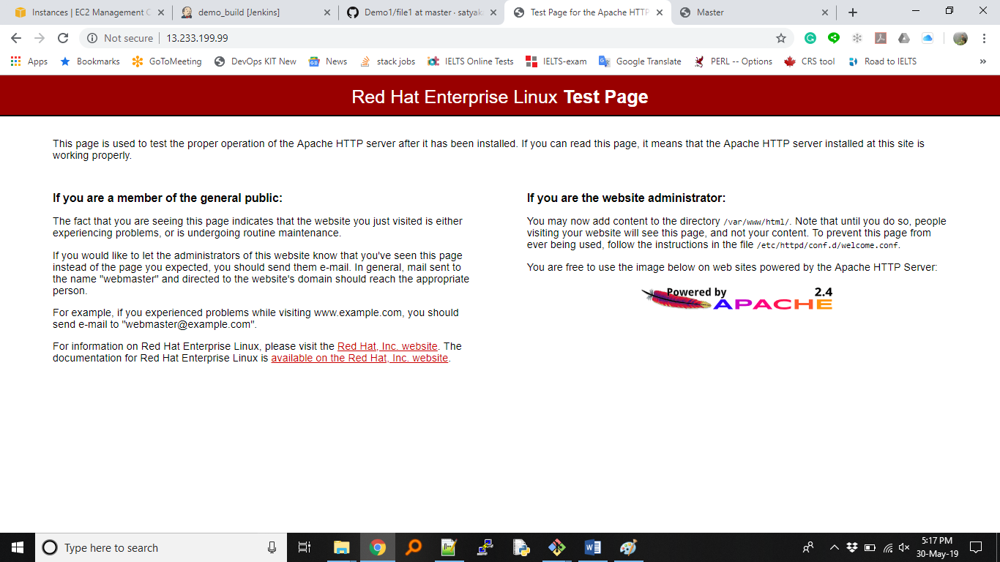 Instances | EC2 Management C
demo_build [Jenkins]
Demo1/file1 at master · satyak
Test Page for the Apache HTTP
Master
Not secure
13.233.199.99
Apps
Bookmarks
GoToMeeting
DevOps KIT New
News
stack jobs
IELTS Online Tests
IELTS-exam
Google Translate
PERL -- Options
CRS tool
Road to IELTS
»
Red Hat Enterprise Linux Test Page
This page is used to test the proper operation of the Apache HTTP server after it has been installed. If you can read this page, it means that the Apache HTTP server installed at this site is
working properly.
If you are a member of the general public:
The fact that you are seeing this page indicates that the website you just visited is either
experiencing problems, or is undergoing routine maintenance.
If you would like to let the administrators of this website know that you've seen this page
instead of the page you expected, you should send them e-mail. In general, mail sent to
the name "webmaster" and directed to the website's domain should reach the appropriate
person.
For example, if you experienced problems while visiting www.example.com, you should
send e-mail to "webmaster@example.com".
For information on Red Hat Enterprise Linux, please visit the Red Hat, Inc. website. The
documentation for Red Hat Enterprise Linux is available on the Red Hat, Inc. website.
If you are the website administrator:
You may now add content to the directory /var/www/html/. Note that until you do so, people
visiting your website will see this page, and not your content. To prevent this page from
ever being used, follow the instructions in the file /etc/httpd/conf.d/welcome.conf.
You are free to use the image below on web sites powered by the Apache HTTP Server:
Powered by 2.4
APACHE
Type here to search
5:17 PM
30-May-19